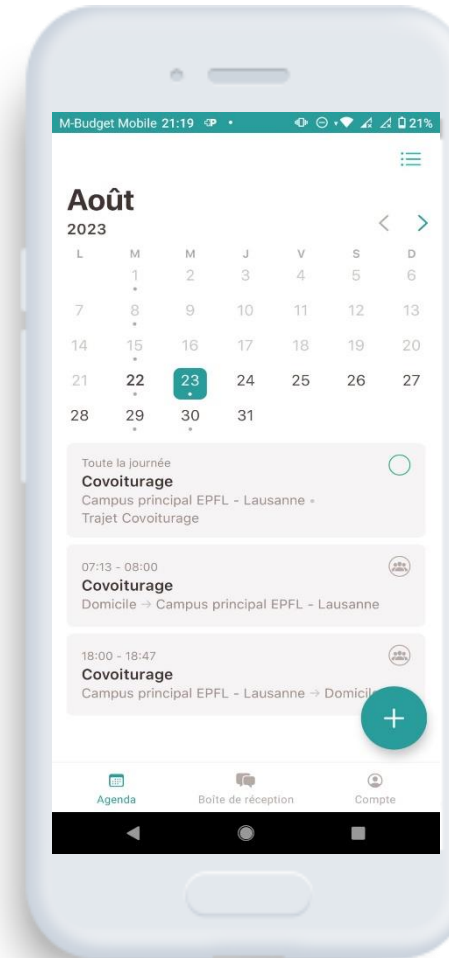 M-Budget Mobile 21:19 21%
Août
2023
L M M J V S D
1 2 3 4 5 6
7 8 9 10 11 12 13
14 15 16 17 18 19 20
21 22 23 24 25 26 27
28 29 30 31
Toute la journée
Covoiturage
Campus principal EPFL - Lausanne •
Trajet Covoiturage
07:13 - 08:00
Covoiturage
Domicile → Campus principal EPFL - Lausanne
18:00 - 18:47
Covoiturage
Campus principal EPFL - Lausanne → Domicile
+
Agenda Boîte de réception Compte